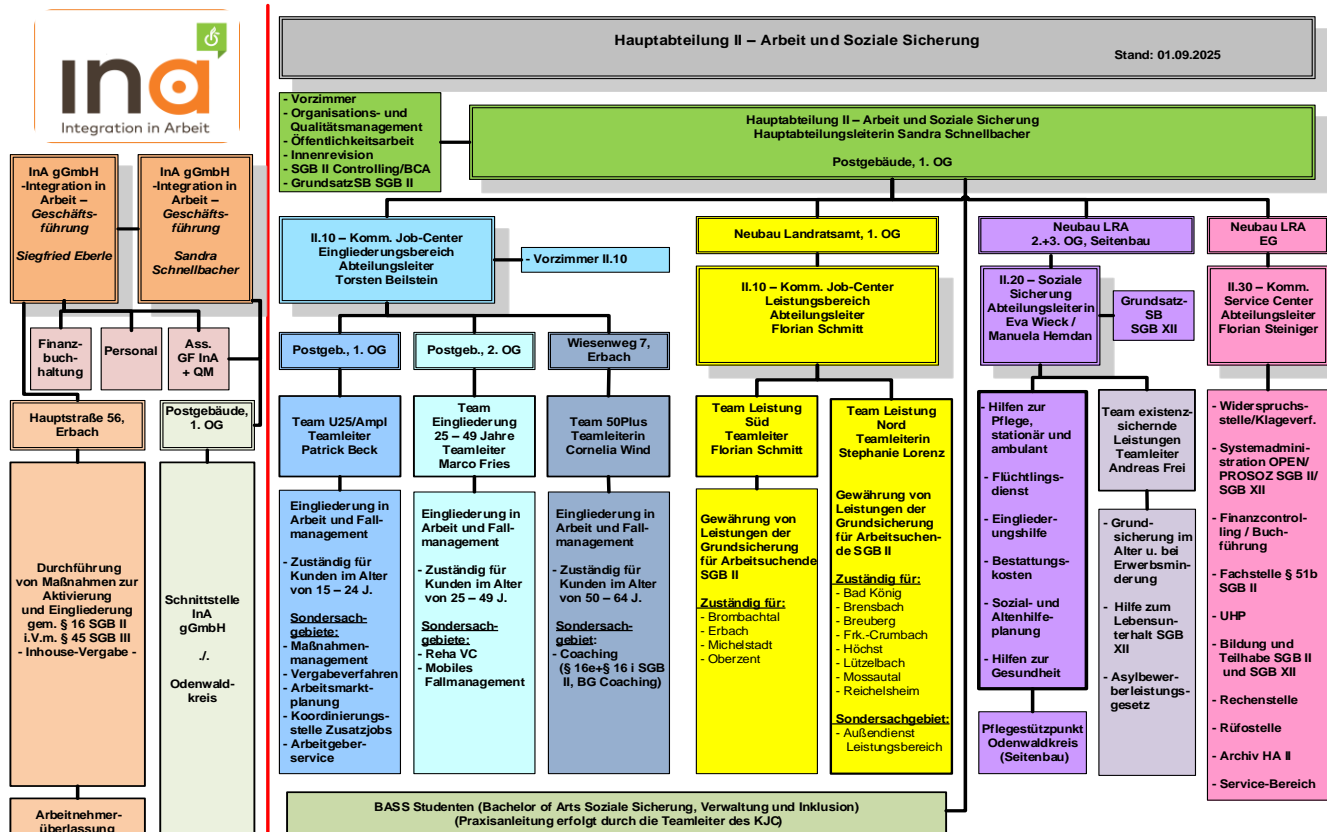 ina
Integration in Arbeit
Hauptabteilung II – Arbeit und Soziale Sicherung
Stand: 01.09.2025
- Vorzimmer
- Organisations- und
Qualitätsmanagement
- Öffentlichkeitsarbeit
- Innenrevision
- SGB II Controlling/BCA
- GrundsatzSB SGB II
Hauptabteilung II – Arbeit und Soziale Sicherung
Hauptabteilungsleiterin Sandra Schnellbacher
Postgebäude, 1. OG
InA gGmbH
-Integration in
Arbeit –
Geschäfts-
führung
Siegfried Eberle
InA gGmbH
-Integration in
Arbeit –
Geschäfts-
führung
Sandra
Schnellbacher
Finanz-
buch-
haltung
Personal
Ass.
GF InA
+ QM
Hauptstraße 56,
Erbach
Postgebäude,
1. OG
Durchführung
von Maßnahmen zur
Aktivierung
und Eingliederung
gem. § 16 SGB II
i.V.m. § 45 SGB III
- Inhouse-Vergabe -
Schnittstelle
InA
gGmbH
./.
Odenwald-
kreis
Arbeitnehmer-
überlassung
II.10 – Komm. Job-Center
Eingliederungsbereich
Abteilungsleiter
Torsten Beilstein
- Vorzimmer II.10
Postgeb., 1. OG
Postgeb., 2. OG
Wiesenweg 7,
Erbach
Team U25/Ampl
Teamleiter
Patrick Beck
Team
Eingliederung
25 – 49 Jahre
Teamleiter
Marco Fries
Team 50Plus
Teamleiterin
Cornelia Wind
Eingliederung in
Arbeit und Fall-
management
- Zuständig für
Kunden im Alter
von 15 – 24 J.
Sondersach-
gebiete:
- Maßnahmen-
management
- Vergabeverfahren
- Arbeitsmarkt-
planung
- Koordinierungs-
stelle Zusatzjobs
- Arbeitgeber-
service
Eingliederung in
Arbeit und Fall-
management
- Zuständig für
Kunden im Alter
von 25 – 49 J.
Sondersach-
gebiete:
- Reha VC
- Mobiles
Fallmanagement
Eingliederung in
Arbeit und Fall-
management
- Zuständig für
Kunden im Alter
von 50 – 64 J.
Sondersach-
gebiet:
- Coaching
(§ 16e+§ 16 i SGB
II, BG Coaching)
Neubau Landratsamt, 1. OG
II.10 – Komm. Job-Center
Leistungsbereich
Abteilungsleiter
Florian Schmitt
Team Leistung
Süd
Teamleiter
Florian Schmitt
Team Leistung
Nord
Teamleiterin
Stephanie Lorenz
Gewährung von
Leistungen der
Grundsicherung
für Arbeitsuchende
SGB II
Zuständig für:
- Brombachtal
- Erbach
- Michelstadt
- Oberzent
Gewährung von
Leistungen der
Grundsicherung
für Arbeitsuchen-
de SGB II
Zuständig für:
- Bad König
- Brensbach
- Breuberg
- Frk.-Crumbach
- Höchst
- Lützelbach
- Mossautal
- Reichelsheim
Sondersachgebiet:
- Außendienst
Leistungsbereich
Neubau LRA
2.+3. OG, Seitenbau
II.20 – Soziale
Sicherung
Abteilungsleiterin
Eva Wieck /
Manuela Hemdan
Grundsatz-
SB
SGB XII
- Hilfen zur
Pflege,
stationär und
ambulant
- Flüchtlings-
dienst
- Einglieder-
ungshilfe
- Bestattungs-
kosten
- Sozial- und
Altenhilfe-
planung
- Hilfen zur
Gesundheit
Pflegestützpunkt
Odenwaldkreis
(Seitenbau)
Team existenz-
sichernde
Leistungen
Teamleiter
Andreas Frei
- Grund-
sicherung im
Alter u. bei
Erwerbsmin-
derung
- Hilfe zum
Lebensun-
terhalt SGB
XII
- Asylbewer-
berleistungs-
gesetz
Neubau LRA
EG
II.30 – Komm.
Service Center
Abteilungsleiter
Florian Steiniger
- Widerspruchs-
stelle/Klageverf.
- Systemadmini-
stration OPEN/
PROSOZ SGB II/
SGB XII
- Finanzcontrol-
ling / Buch-
führung
- Fachstelle § 51b
SGB II
- UHP
- Bildung und
Teilhabe SGB II
und SGB XII
- Rechenstelle
- Rüfostelle
- Archiv HA II
- Service-Bereich
BASS Studenten (Bachelor of Arts Soziale Sicherung, Verwaltung und Inklusion)
(Praxisanleitung erfolgt durch die Teamleiter des KJC)